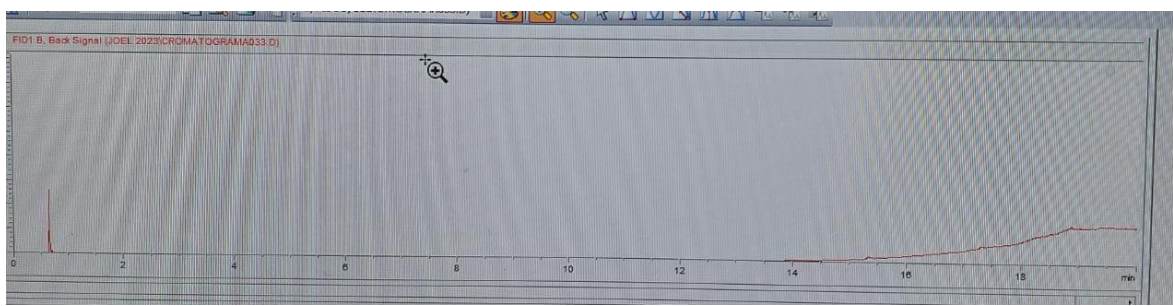 FID1 B, Back Signal (JOEL 2023\CROMATOGRAMA033.D)
0 2 4 6 8 10 12 14 16 18 min